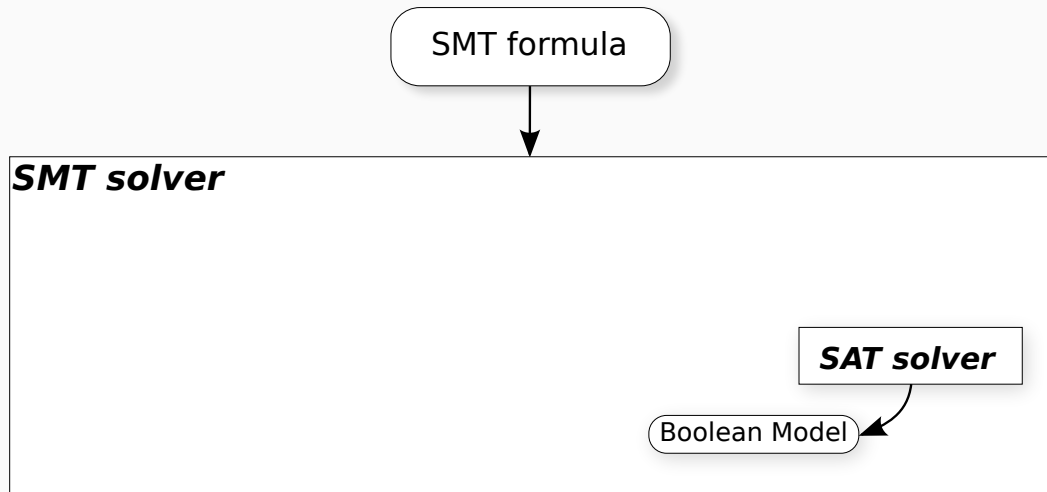 SMT formula
SMT solver
SAT solver
Boolean Model